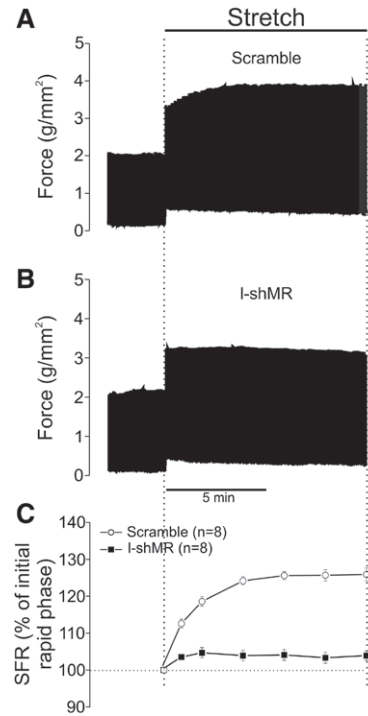 A
Stretch
Scramble
Force (g/mm²)
5
4
3
2
1
0
B
I-shMR
Force (g/mm²)
5
4
3
2
1
0
5 min
C
Scramble (n=8)
I-shMR (n=8)
SFR (% of initial
rapid phase)
140
130
120
110
100
90